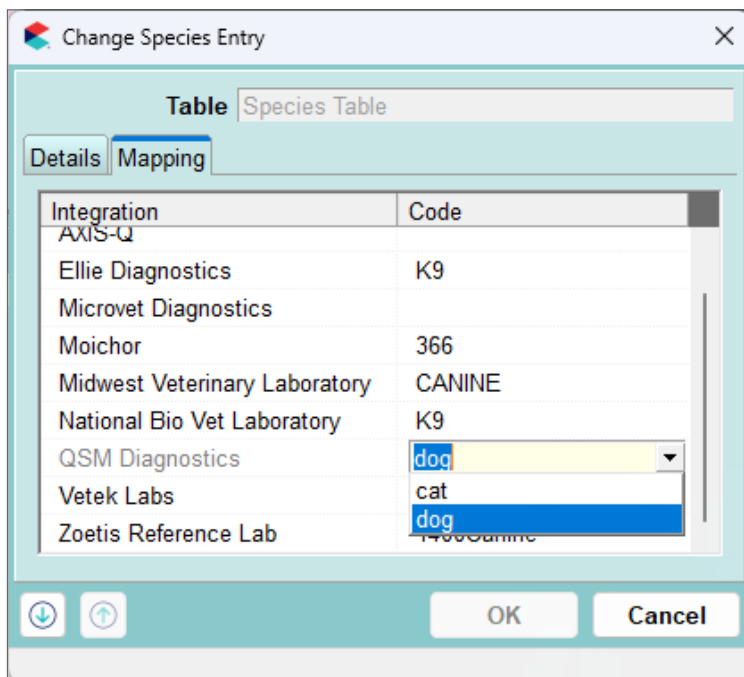 Change Species Entry
Table Species Table
Details Mapping
Integration Code
AXIS-Q
Ellie Diagnostics K9
Microvet Diagnostics
Moichor 366
Midwest Veterinary Laboratory CANINE
National Bio Vet Laboratory K9
QSM Diagnostics dog
Vetek Labs cat
dog
Zoetis Reference Lab 1400Canine
OK Cancel